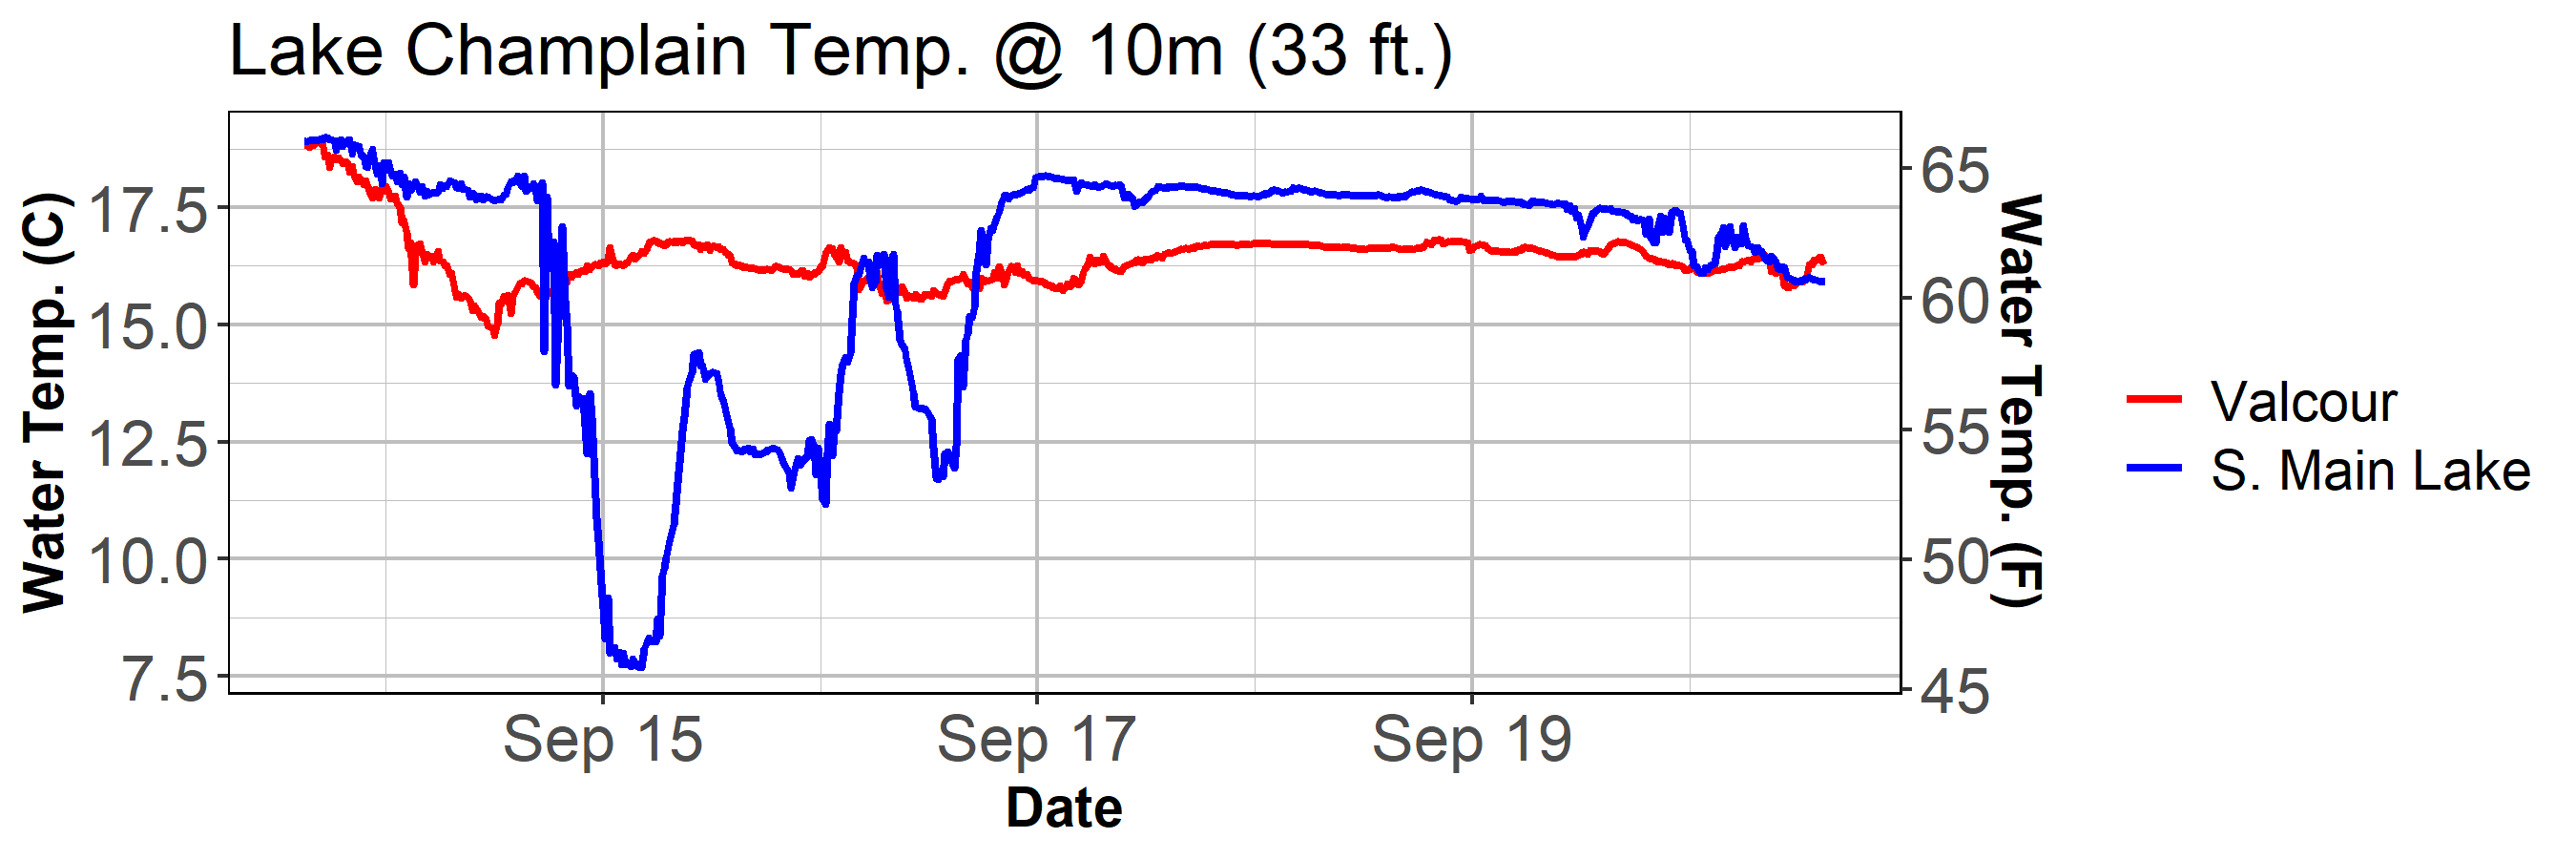 Lake Champlain Temp. @ 10m (33 ft.)
Water Temp. (C)
17.5
15.0
12.5
10.0
7.5
65
60
55
50
45
Water Temp. (F)
Sep 15
Sep 17
Sep 19
Date
Valcour
S. Main Lake